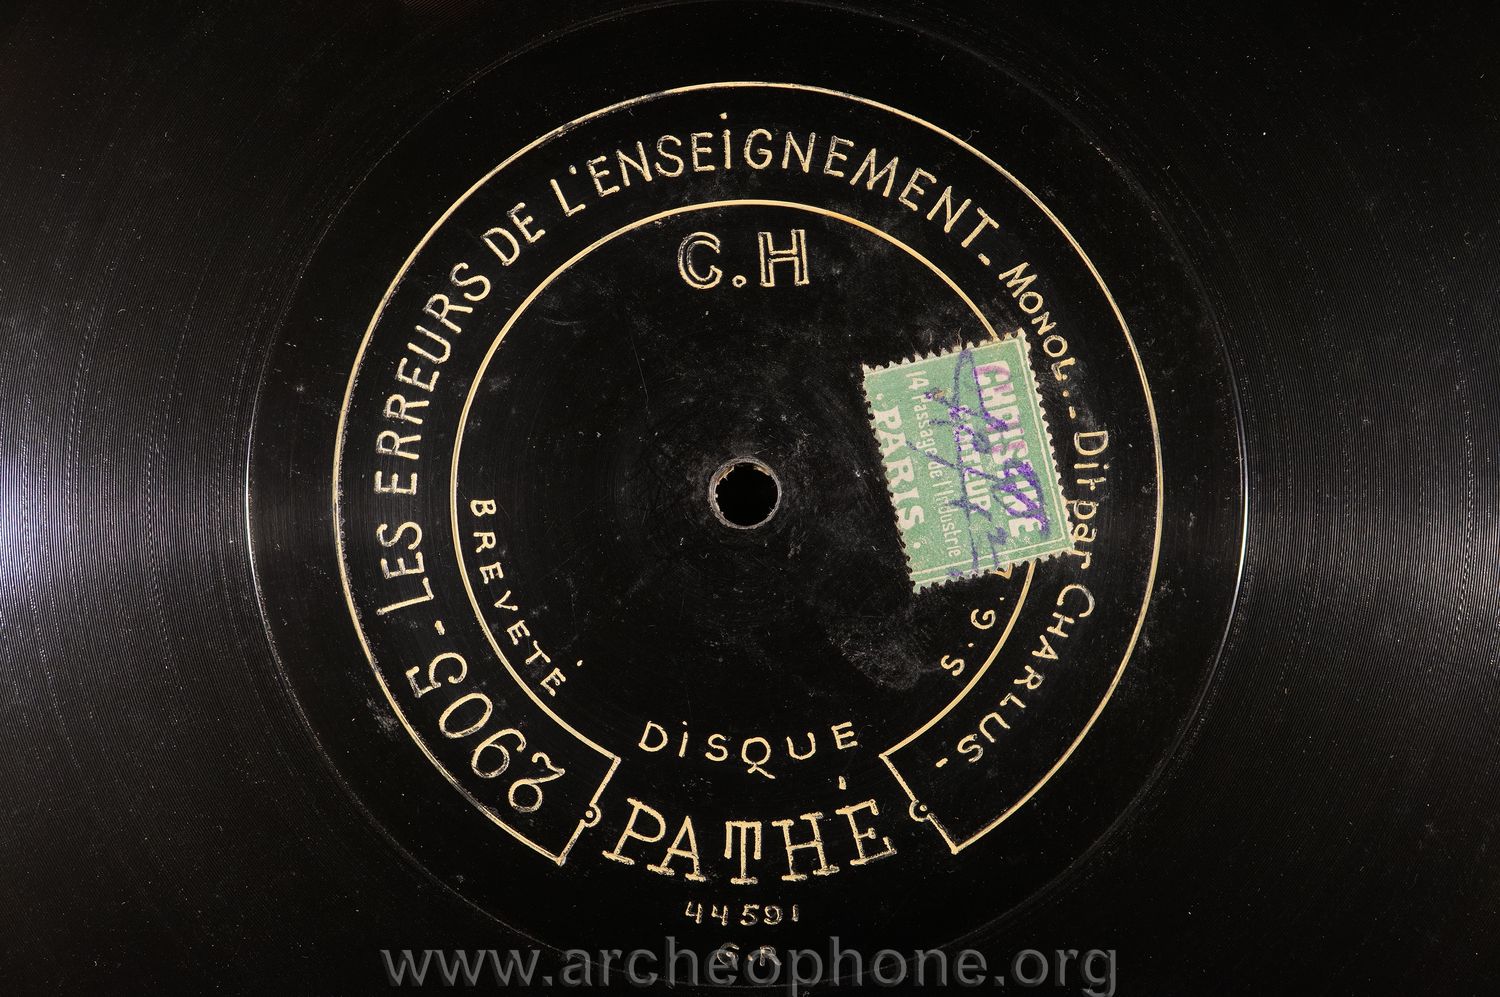 2905 - LES ERREURS DE L'ENSEIGNEMENT - MONOL. - Dit par CHARLUS -
C.H
BREVETÉ
S.G.
DISQUE
PATHÉ
44591
G.R
CHRISTINÉ
14 Passage de l'Industrie
PARIS.
www.archeophone.org